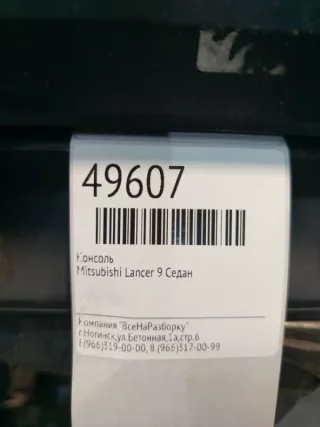 49607
Консоль
Mitsubishi Lancer 9 Седан
Компания "ВсеНаРазборку"
г.Ногинск,ул.Бетонная,1а,стр.6
8(966)319-00-00, 8 (966)317-00-99